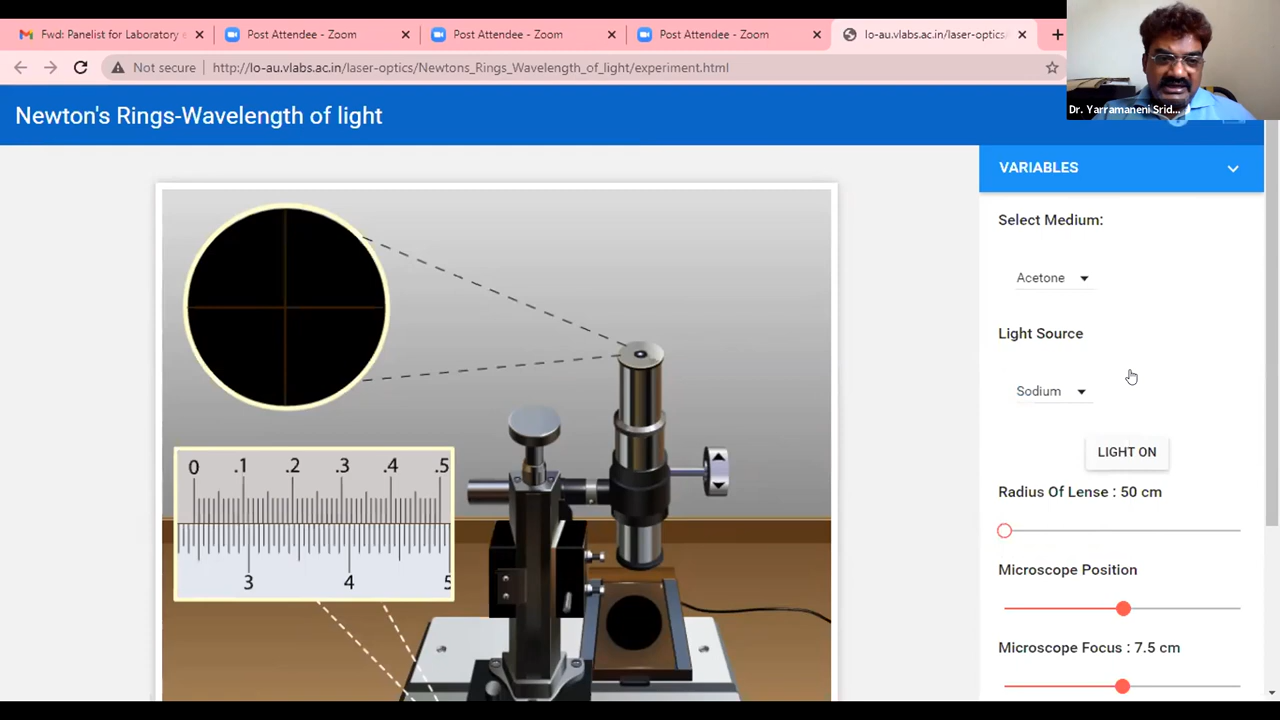 Fwd: Panelist for Laboratory
Post Attendee - Zoom
Post Attendee - Zoom
Post Attendee - Zoom
lo-au.vlabs.ac.in/laser-optics/
Not secure
http://lo-au.vlabs.ac.in/laser-optics/Newtons_Rings_Wavelength_of_light/experiment.html
Dr. Yarramaneni Srid...
Newton's Rings-Wavelength of light
VARIABLES
Select Medium:
Acetone
Light Source
Sodium
LIGHT ON
Radius Of Lense : 50 cm
Microscope Position
Microscope Focus : 7.5 cm
0 .1 .2 .3 .4 .5
3 4 5